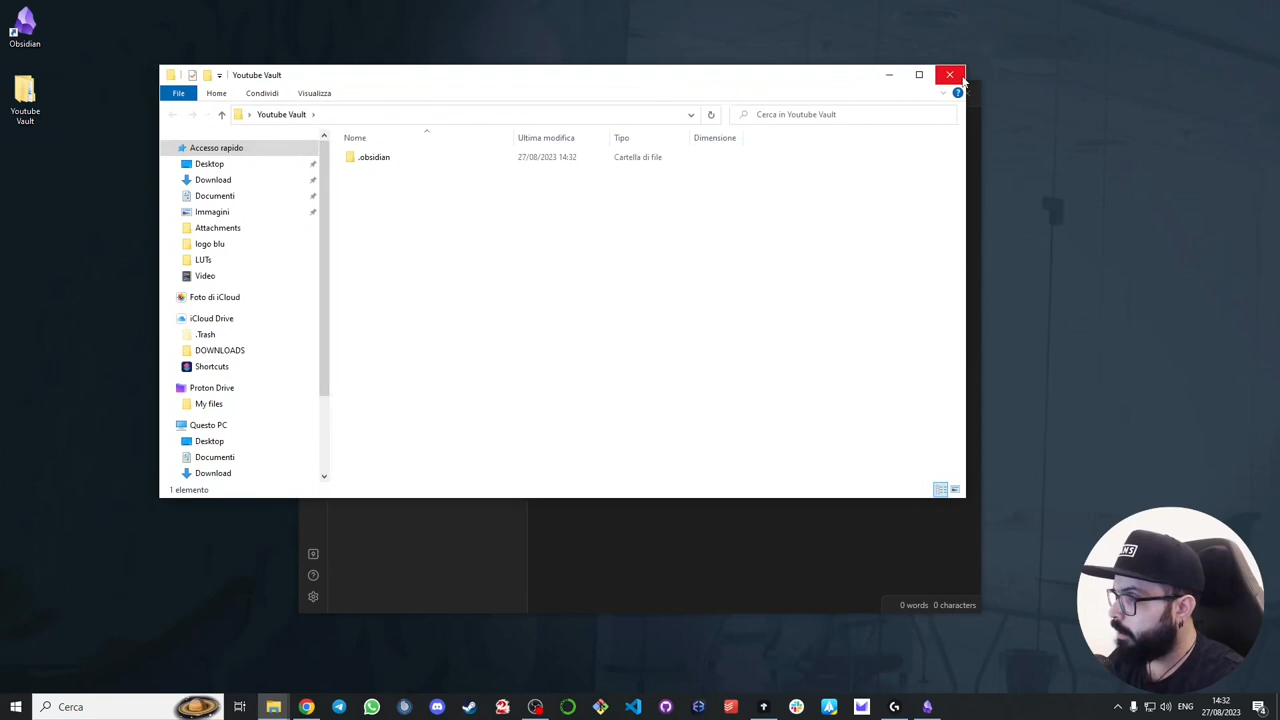 Obsidian
Youtube
Vault
Youtube Vault
File
Home
Condividi
Visualizza
Youtube Vault
Cerca in Youtube Vault
Nome
Ultima modifica
Tipo
Dimensione
.obsidian
27/08/2023 14:32
Cartella di file
Accesso rapido
Desktop
Download
Documenti
Immagini
Attachments
logo blu
LUTs
Video
Foto di iCloud
iCloud Drive
.Trash
DOWNLOADS
Shortcuts
Proton Drive
My files
Questo PC
Desktop
Documenti
Download
1 elemento
0 words 0 characters
Cerca
14:32
27/08/2023